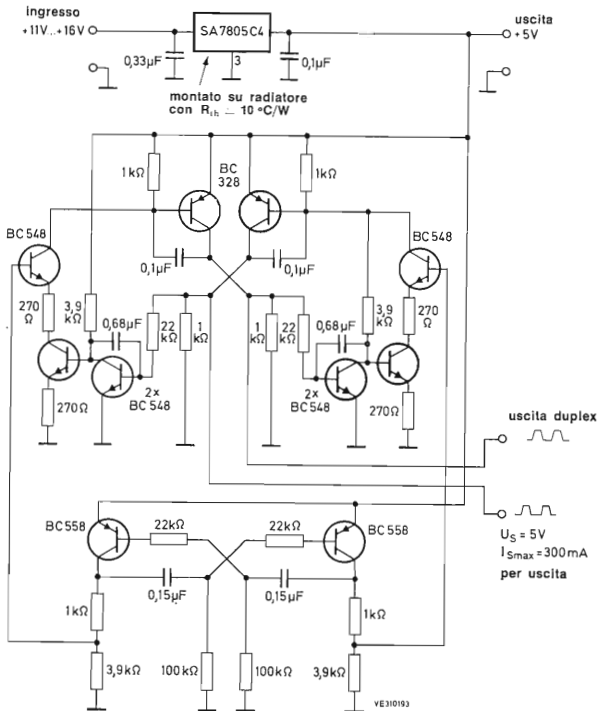 ingresso
+11V...+16V
SA7805C4
uscita
+5V
0,33µF
3
0,1µF
montato su radiatore
con Rth = 10 °C/W
1kΩ
BC
328
1kΩ
BC548
BC548
0,1µF
0,1µF
270
Ω
3,9
kΩ
0,68µF
22
kΩ
1
kΩ
1
kΩ
22
kΩ
0,68µF
3,9
kΩ
270
Ω
270Ω
2x
BC548
2x
BC548
270Ω
uscita duplex
BC558
22kΩ
22kΩ
BC558
US = 5V
ISmax = 300mA
per uscita
0,15µF
0,15µF
1kΩ
1kΩ
3,9kΩ
100kΩ
100kΩ
3,9kΩ
VE310193